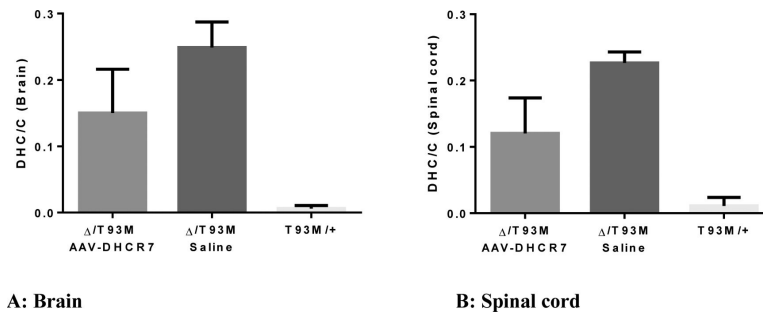 0.3
0.2
0.1
0.0
DHC/C (Brain)
Δ/T93M
AAV-DHCR7
Δ/T93M
Saline
T93M/+
A: Brain
0.3
0.2
0.1
0.0
DHC/C (Spinal cord)
Δ/T93M
AAV-DHCR7
Δ/T93M
Saline
T93M/+
B: Spinal cord